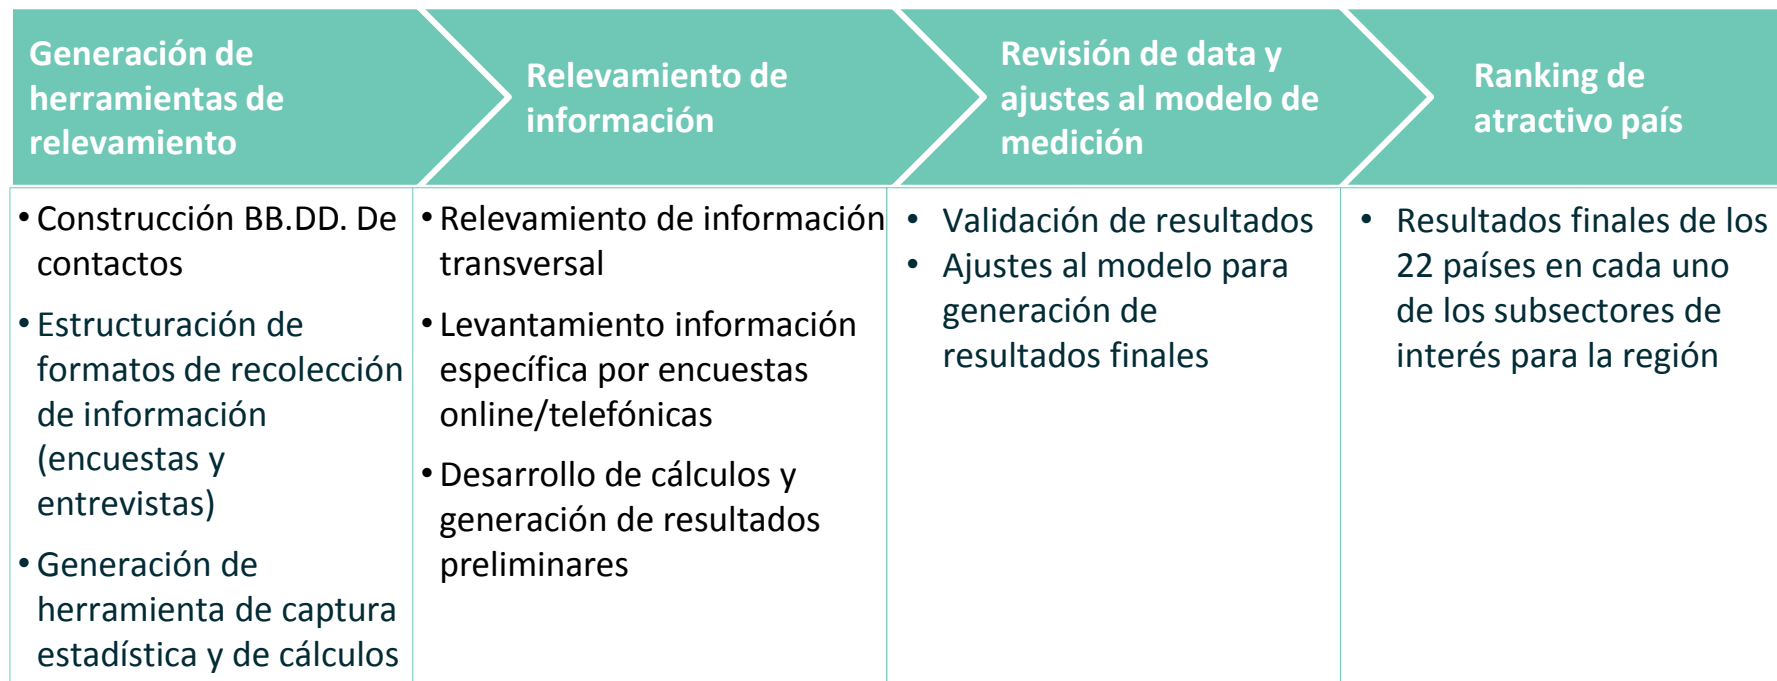 Generación de
herramientas de
relevamiento
Relevamiento de
información
Revisión de data y
ajustes al modelo de
medición
Ranking de
atractivo país
• Construcción BB.DD. De
contactos
• Estructuración de
formatos de recolección
de información
(encuestas y
entrevistas)
• Generación de
herramienta de captura
estadística y de cálculos
• Relevamiento de información
transversal
• Levantamiento información
específica por encuestas
online/telefónicas
• Desarrollo de cálculos y
generación de resultados
preliminares
• Validación de resultados
• Ajustes al modelo para
generación de
resultados finales
• Resultados finales de los
22 países en cada uno
de los subsectores de
interés para la región